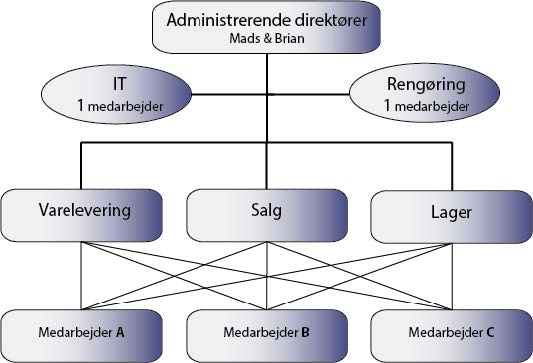 Administrerende direktører
Mads & Brian
IT
1 medarbejder
Rengøring
1 medarbejder
Varelevering
Salg
Lager
Medarbejder A
Medarbejder B
Medarbejder C